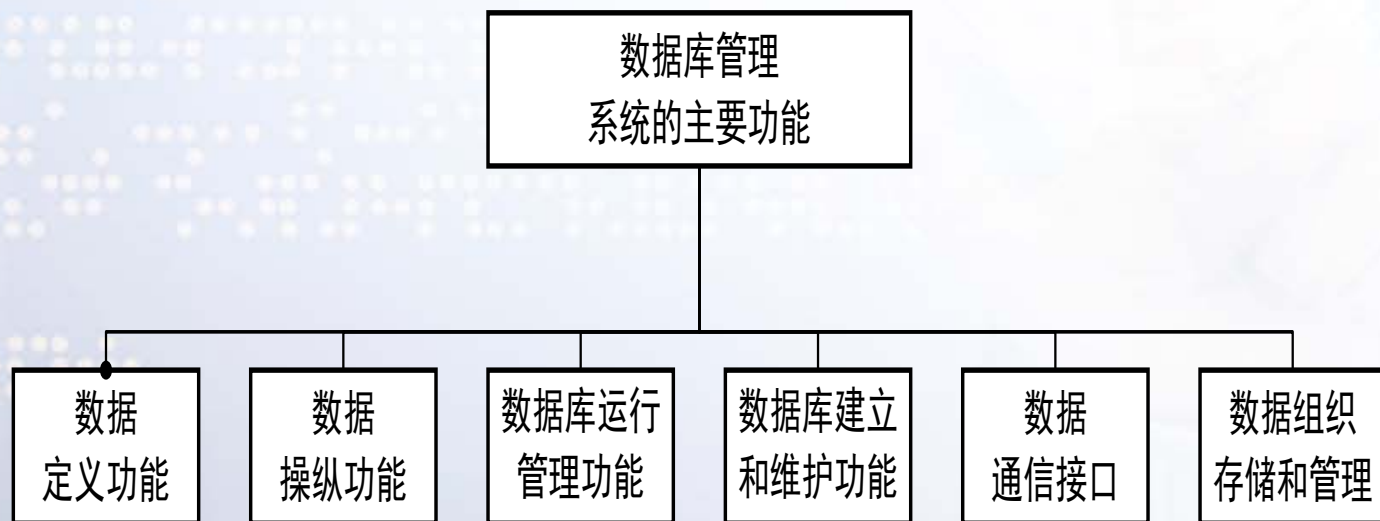 数据库管理
系统的主要功能
数据
定义功能
数据
操纵功能
数据库运行
管理功能
数据库建立
和维护功能
数据
通信接口
数据组织
存储和管理